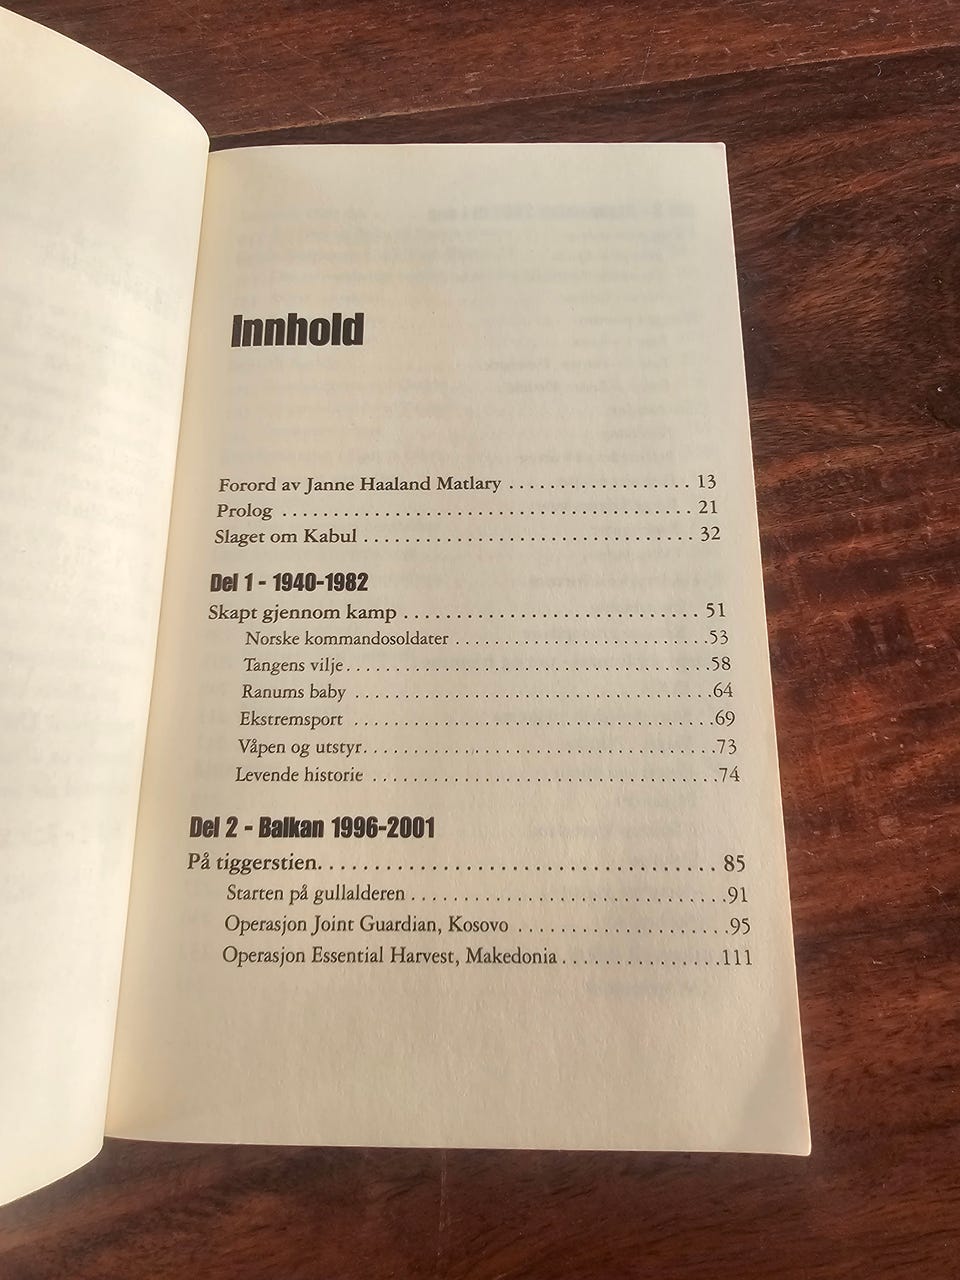 Innhold
Forord av Janne Haaland Matlary . . . . . . . . . . . . . . . . . . 13
Prolog . . . . . . . . . . . . . . . . . . . . . . . . . . . . . . . . . . . . . . . . . 21
Slaget om Kabul . . . . . . . . . . . . . . . . . . . . . . . . . . . . . . . . . 32
Del 1 - 1940-1982
Skapt gjennom kamp . . . . . . . . . . . . . . . . . . . . . . . . . . . . . 51
Norske kommandosoldater . . . . . . . . . . . . . . . . . . . . . . . . . .53
Tangens vilje. . . . . . . . . . . . . . . . . . . . . . . . . . . . . . . . . . . . .58
Ranums baby . . . . . . . . . . . . . . . . . . . . . . . . . . . . . . . . . . . .64
Ekstremsport . . . . . . . . . . . . . . . . . . . . . . . . . . . . . . . . . . . .69
Våpen og utstyr. . . . . . . . . . . . . . . . . . . . . . . . . . . . . . . . . . .73
Levende historie . . . . . . . . . . . . . . . . . . . . . . . . . . . . . . . . . .74
Del 2 - Balkan 1996-2001
På tiggerstien. . . . . . . . . . . . . . . . . . . . . . . . . . . . . . . . . . . 85
Starten på gullalderen . . . . . . . . . . . . . . . . . . . . . . . . . . . . . .91
Operasjon Joint Guardian, Kosovo . . . . . . . . . . . . . . . . . . . .95
Operasjon Essential Harvest, Makedonia . . . . . . . . . . . . . . .111